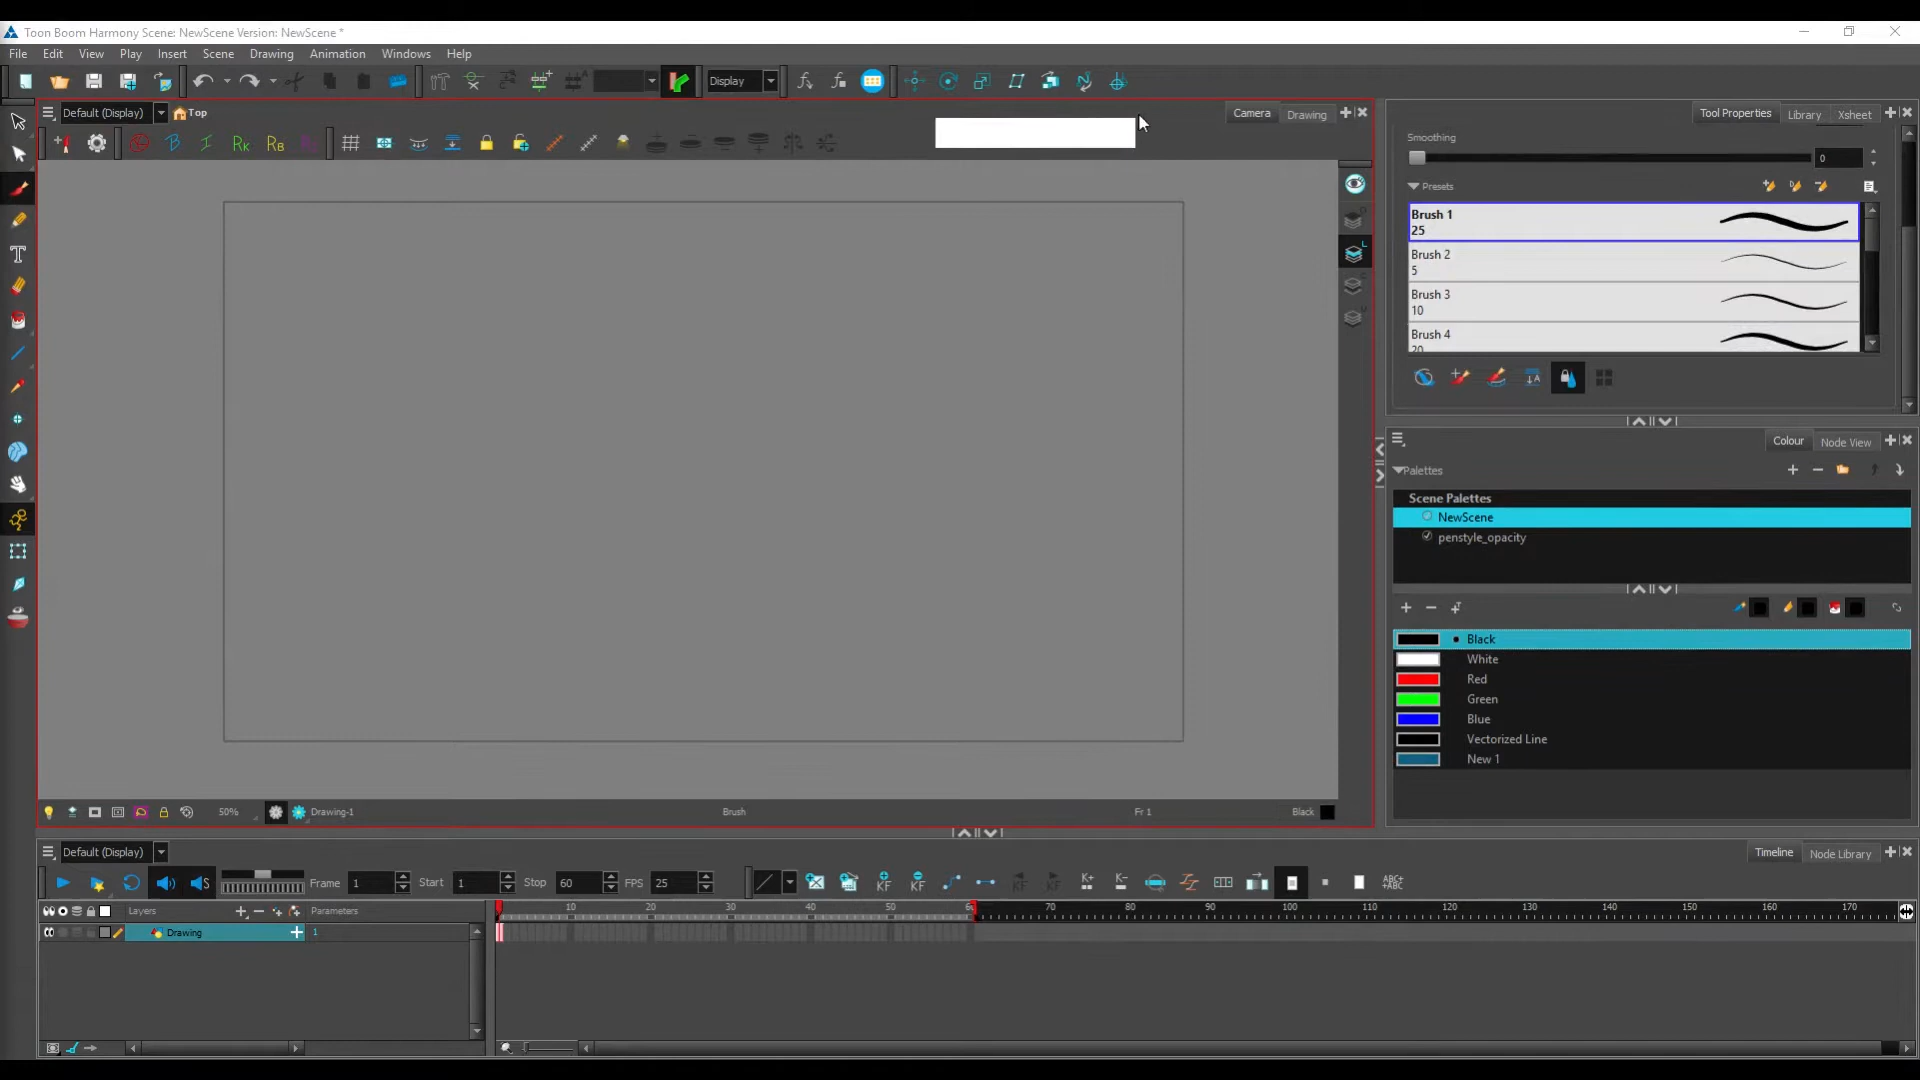 Toon Boom Harmony Scene: NewScene Version: NewScene *
File Edit View Play Insert Scene Drawing Animation Windows Help
Display
Default (Display) Top
Camera Drawing
Tool Properties Library Xsheet
RK RB
Smoothing
0
Presets
Brush 1
25
Brush 2
5
Brush 3
10
Brush 4
20
Colour Node View
Palettes
Scene Palettes
NewScene
penstyle_opacity
Black
White
Red
Green
Blue
Vectorized Line
New 1
50% Drawing-1 Brush Fr 1 Black
Default (Display) Timeline Node Library
Frame 1 Start 1 Stop 60 FPS 25
Layers Parameters
10 20 30 40 50 60 70 80 90 100 110 120 130 140 150 160 170
Drawing 1